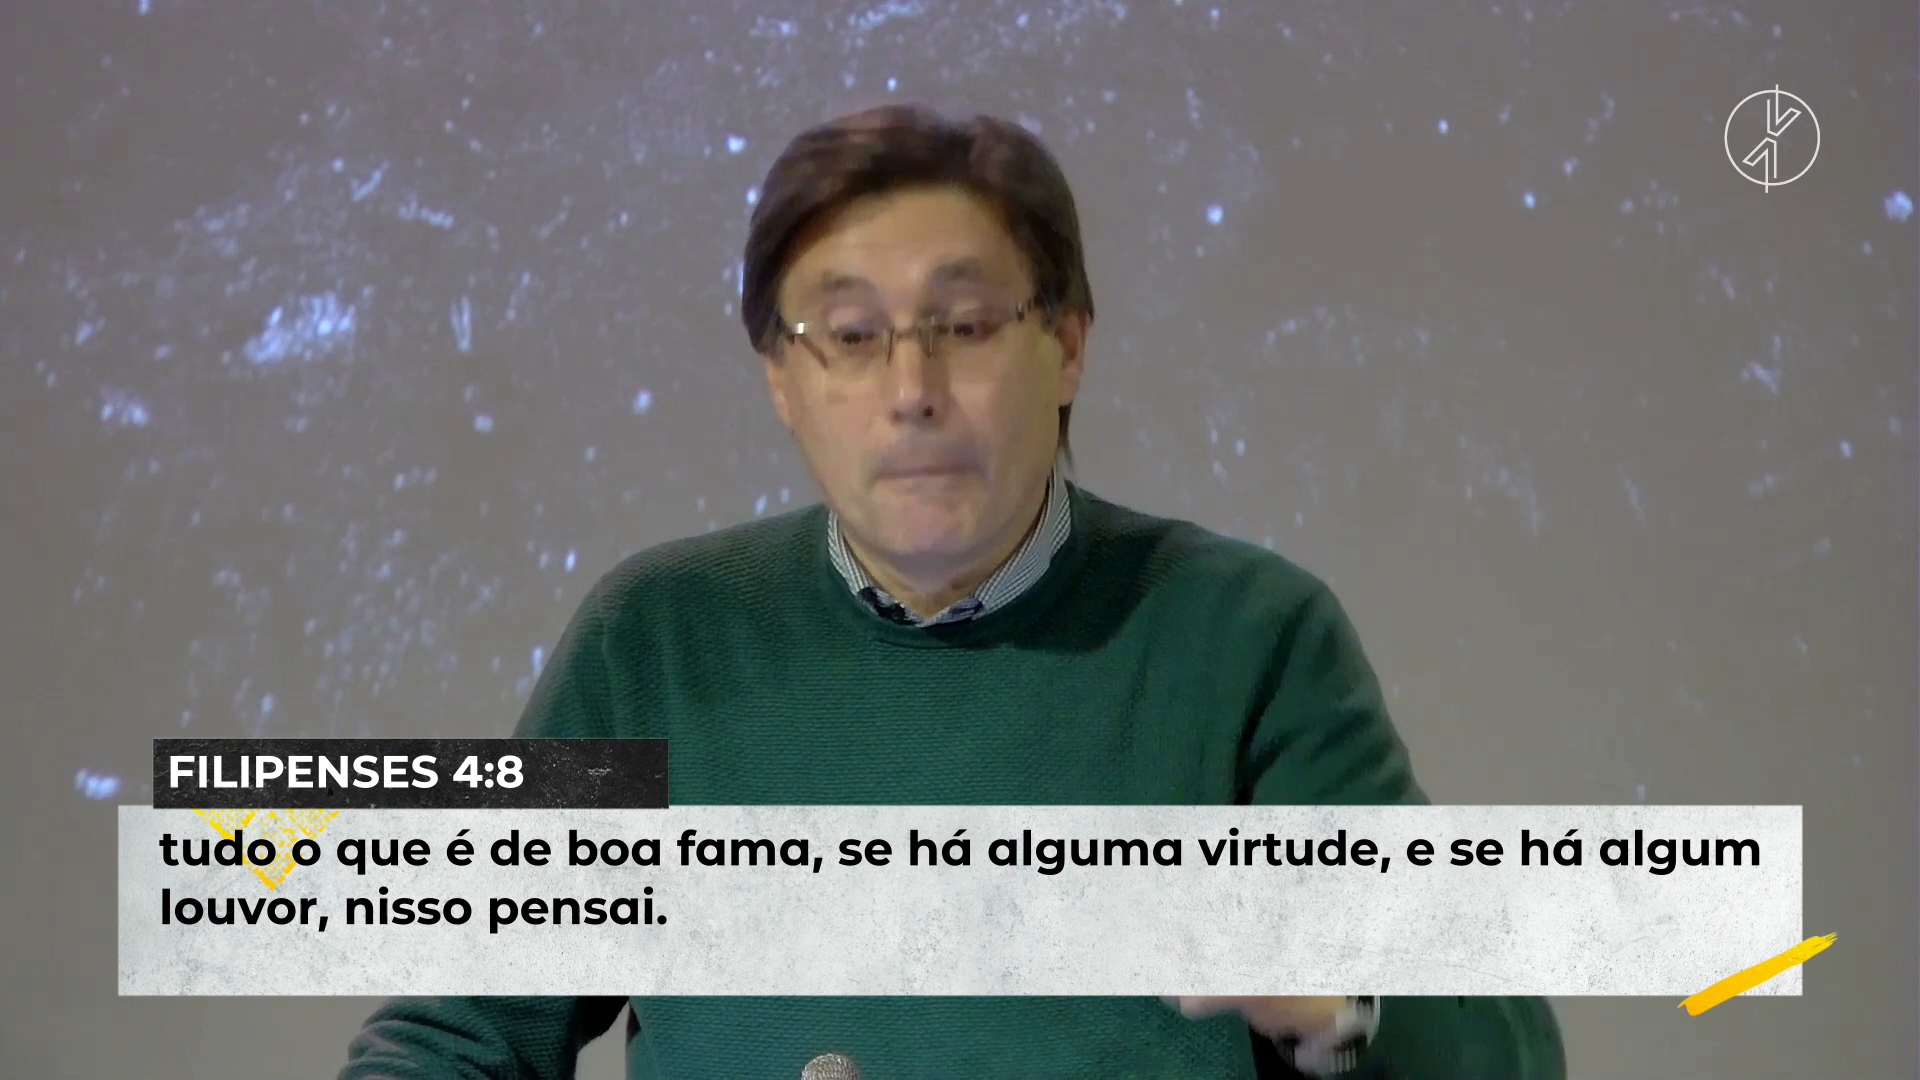 FILIPENSES 4:8
tudo o que é de boa fama, se há alguma virtude, e se há algum
louvor, nisso pensai.